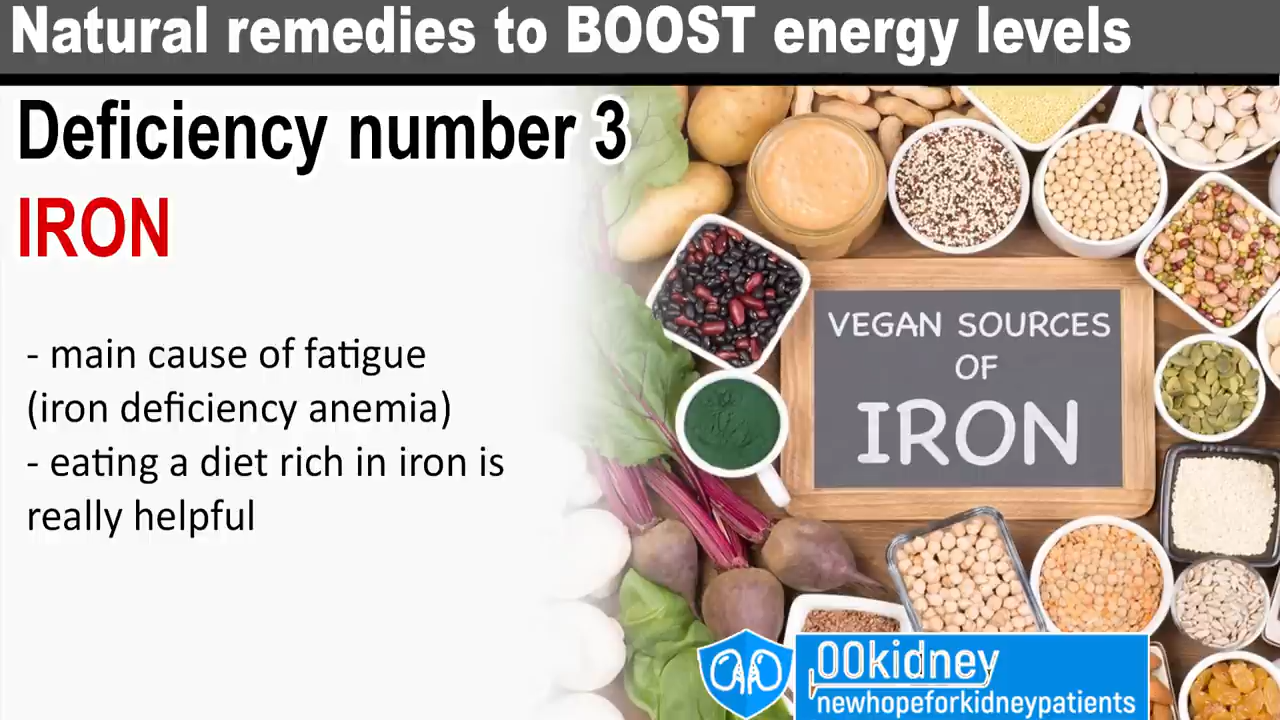 Natural remedies to BOOST energy levels
Deficiency number 3
IRON
- main cause of fatigue
(iron deficiency anemia)
- eating a diet rich in iron is
really helpful
VEGAN SOURCES
OF
IRON
00kidney
newhopeforkidneypatients